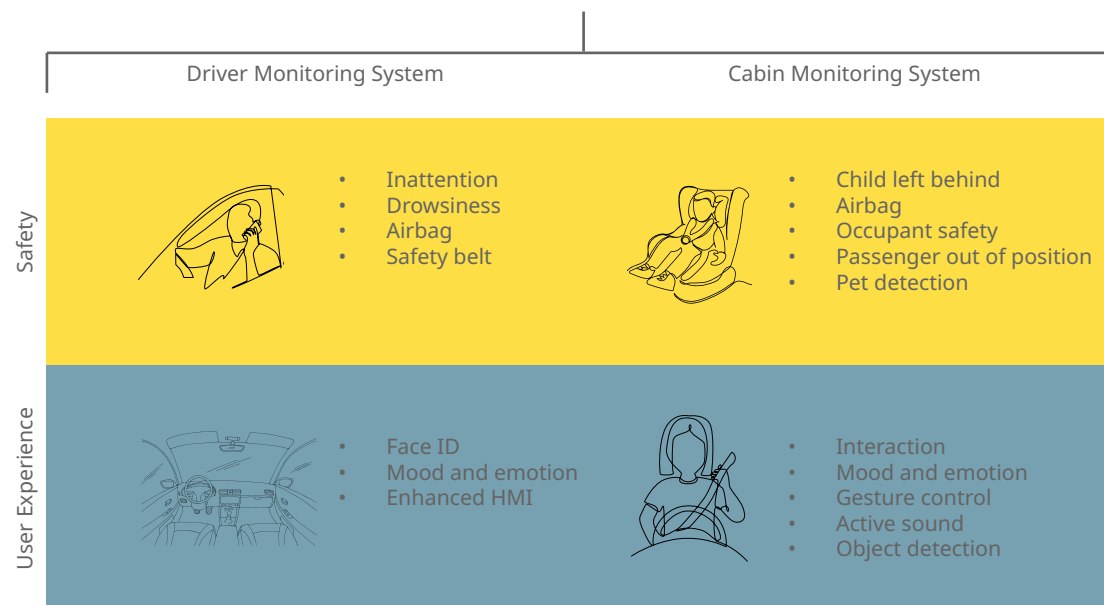 Driver Monitoring System
Cabin Monitoring System
Safety
• Inattention
• Drowsiness
• Airbag
• Safety belt
• Child left behind
• Airbag
• Occupant safety
• Passenger out of position
• Pet detection
User Experience
• Face ID
• Mood and emotion
• Enhanced HMI
• Interaction
• Mood and emotion
• Gesture control
• Active sound
• Object detection